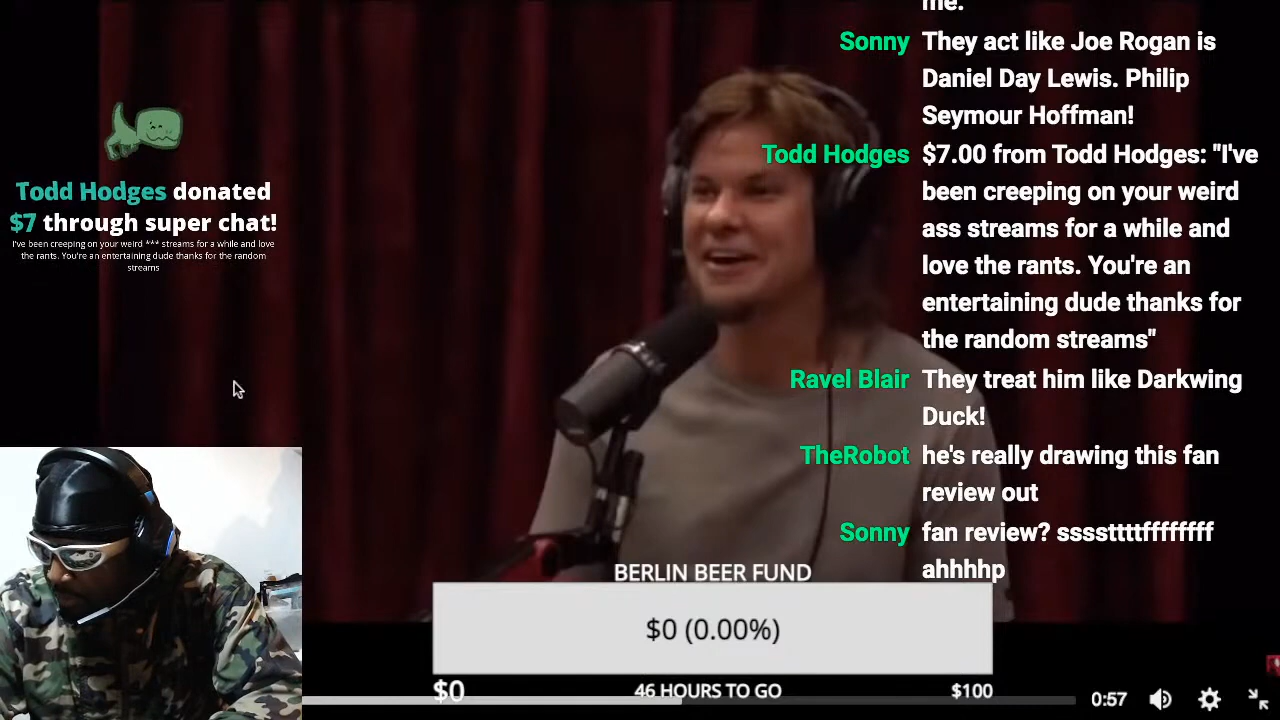 me.
Sonny They act like Joe Rogan is
Daniel Day Lewis. Philip
Seymour Hoffman!
Todd Hodges $7.00 from Todd Hodges: "I've
been creeping on your weird
ass streams for a while and
love the rants. You're an
entertaining dude thanks for
the random streams"
Ravel Blair They treat him like Darkwing
Duck!
TheRobot he's really drawing this fan
review out
Sonny fan review? sssstttffffffff
ahhhhp
Todd Hodges donated
$7 through super chat!
I've been creeping on your weird *** streams for a while and love
the rants. You're an entertaining dude thanks for the random
streams
BERLIN BEER FUND
$0 (0.00%)
$0 46 HOURS TO GO $100
0:57